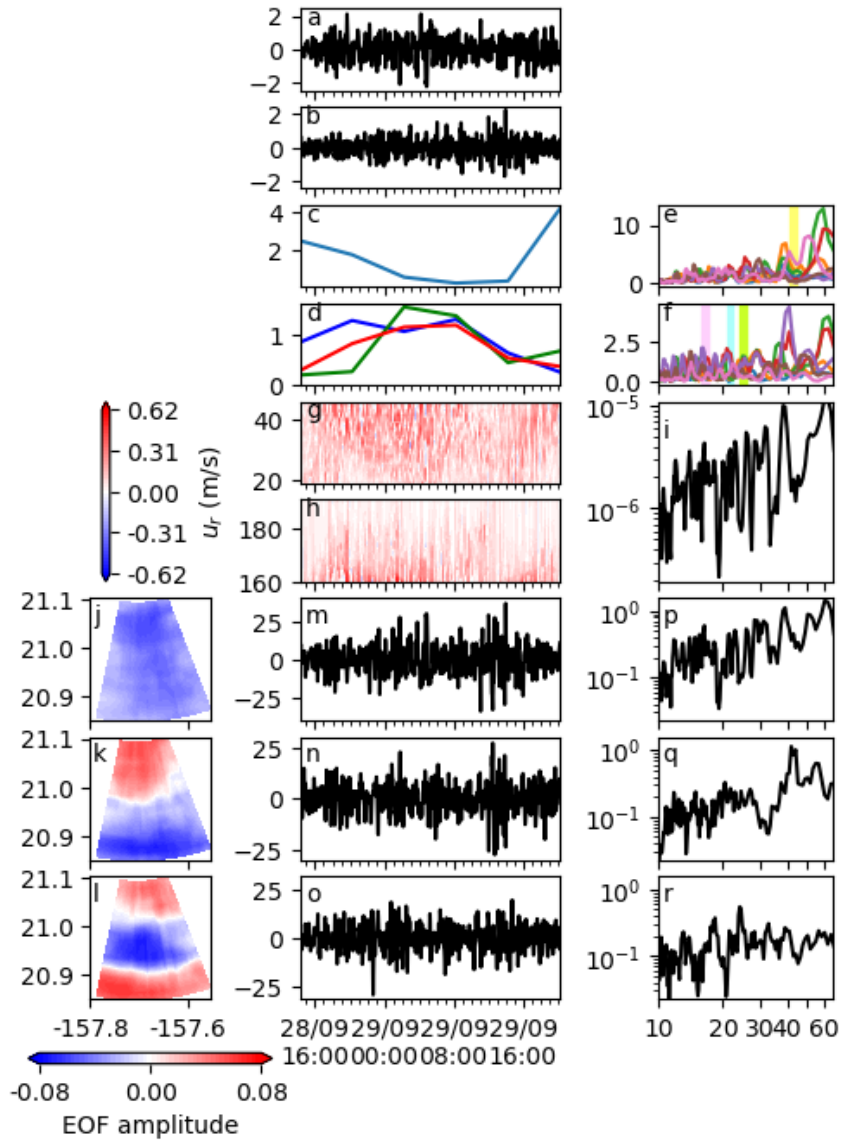 a
2
0
−2
b
2
0
−2
c
4
2
e
10
0
d
1
0
f
2.5
0.0
0.62
0.31
0.00
-0.31
-0.62
u_r (m/s)
g
40
20
h
180
160
i
10^−5
10^−6
j
21.1
21.0
20.9
m
25
0
−25
p
10^0
10^−1
k
21.1
21.0
20.9
n
25
0
−25
q
10^0
10^−1
l
21.1
21.0
20.9
o
25
0
−25
r
10^0
10^−1
-157.8 -157.6
28/09 29/09 29/09 29/09
16:00 00:00 08:00 16:00
10 20 30 40 60
-0.08 0.00 0.08
EOF amplitude